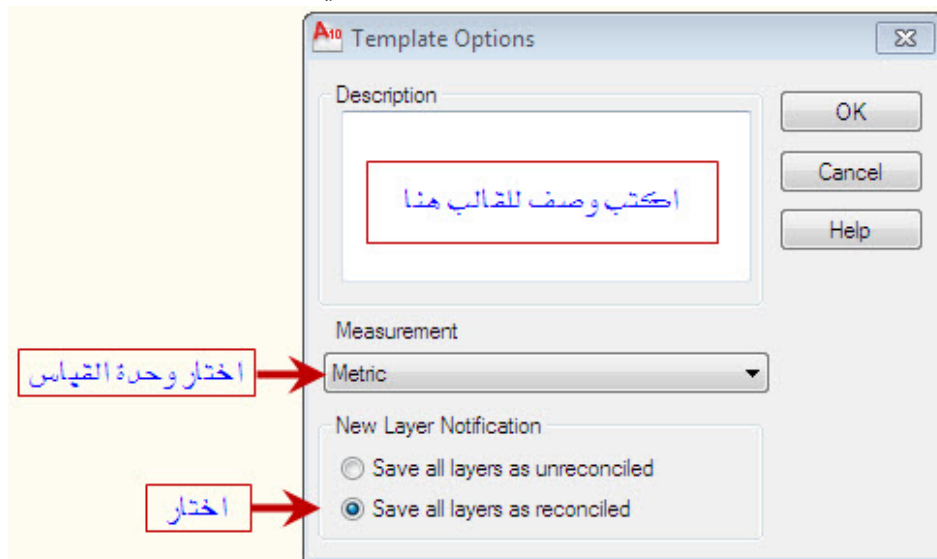 A10 Template Options
Description
OK
اكتب وصف للقالب هنا
Cancel
Help
Measurement
اختار وحدة القياس
Metric
New Layer Notification
Save all layers as unreconciled
اختار
Save all layers as reconciled